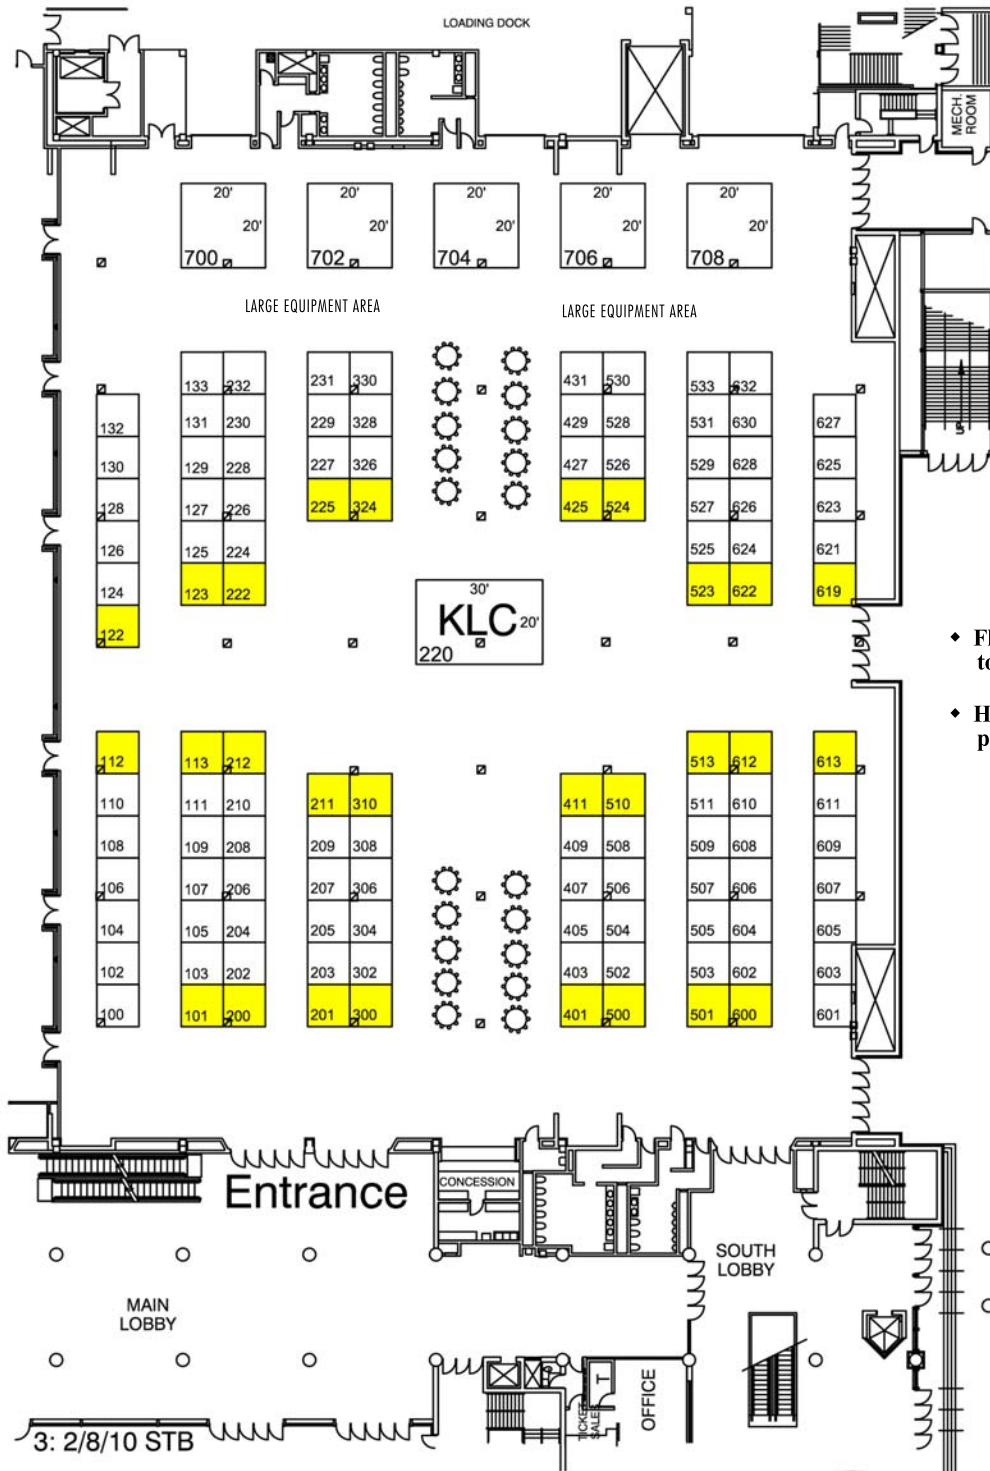 LOADING DOCK
MECH.
ROOM
20' 20' 20' 20' 20'
20' 20' 20' 20' 20'
700 702 704 706 708
LARGE EQUIPMENT AREA LARGE EQUIPMENT AREA
133 232 231 330 431 530 533 632
132 131 230 229 328 429 528 531 630 627
130 129 228 227 326 427 526 529 628 625
128 127 226 225 324 425 524 527 626 623
126 125 224 525 624 621
124 123 222 523 622 619
122
UP
30'
KLC 20'
220
112 113 212 513 612 613
110 111 210 211 310 411 510 511 610 611
108 109 208 209 308 409 508 509 608 609
106 107 206 207 306 407 506 507 606 607
104 105 204 205 304 405 504 505 604 605
102 103 202 203 302 403 502 503 602 603
100 101 200 201 300 401 500 501 600 601
Entrance
CONCESSION
SOUTH
LOBBY
MAIN
LOBBY
T
OFFICE
TICKET
SALES
3: 2/8/10 STB